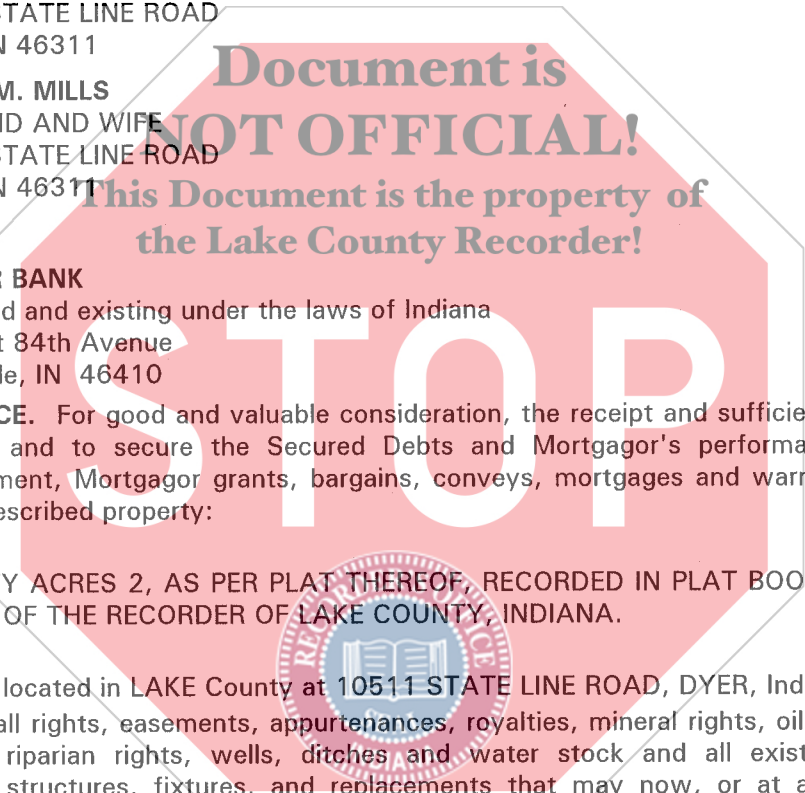 STATE LINE ROAD
N 46311
M. MILLS
ND AND WIFE
STATE LINE ROAD
N 46311
Document is
NOT OFFICIAL!
This Document is the property of
the Lake County Recorder!
R BANK
d and existing under the laws of Indiana
t 84th Avenue
le, IN 46410
CE. For good and valuable consideration, the receipt and sufficie
and to secure the Secured Debts and Mortgagor's performa
ment, Mortgagor grants, bargains, conveys, mortgages and warr
escribed property:
STOP
Y ACRES 2, AS PER PLAT THEREOF, RECORDED IN PLAT BOO
OF THE RECORDER OF LAKE COUNTY, INDIANA.
located in LAKE County at 10511 STATE LINE ROAD, DYER, Ind
all rights, easements, appurtenances, royalties, mineral rights, oil
riparian rights, wells, ditches and water stock and all exist
structures, fixtures, and replacements that may now, or at a